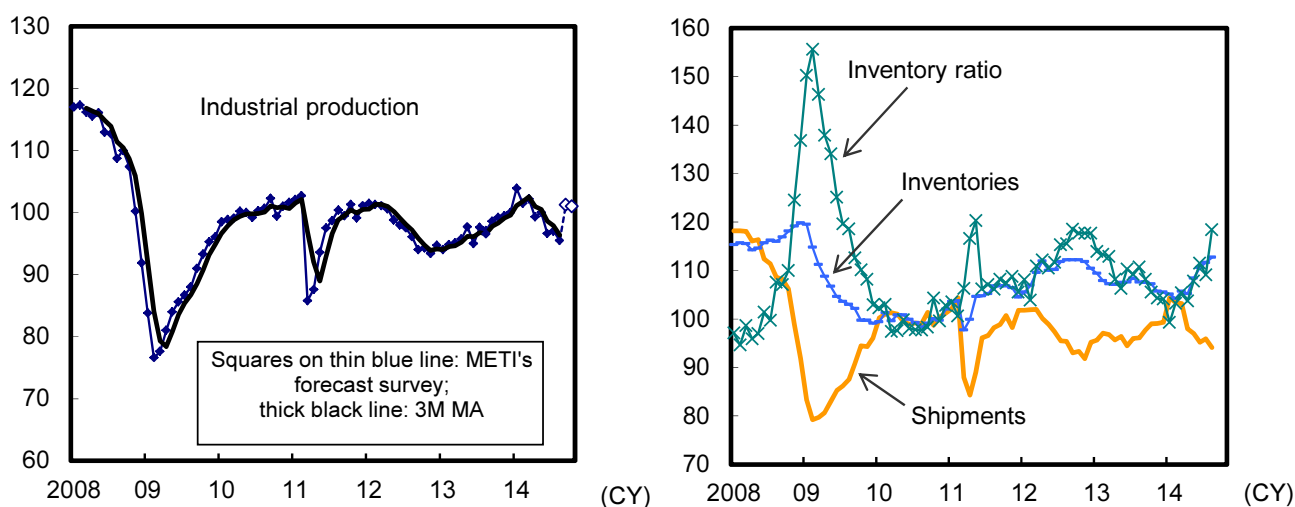 130
120
110
100
90
80
70
60
2008 09 10 11 12 13 14 (CY)
Industrial production
Squares on thin blue line: METI's
forecast survey;
thick black line: 3M MA
160
150
140
130
120
110
100
90
80
70
2008 09 10 11 12 13 14 (CY)
Inventory ratio
Inventories
Shipments